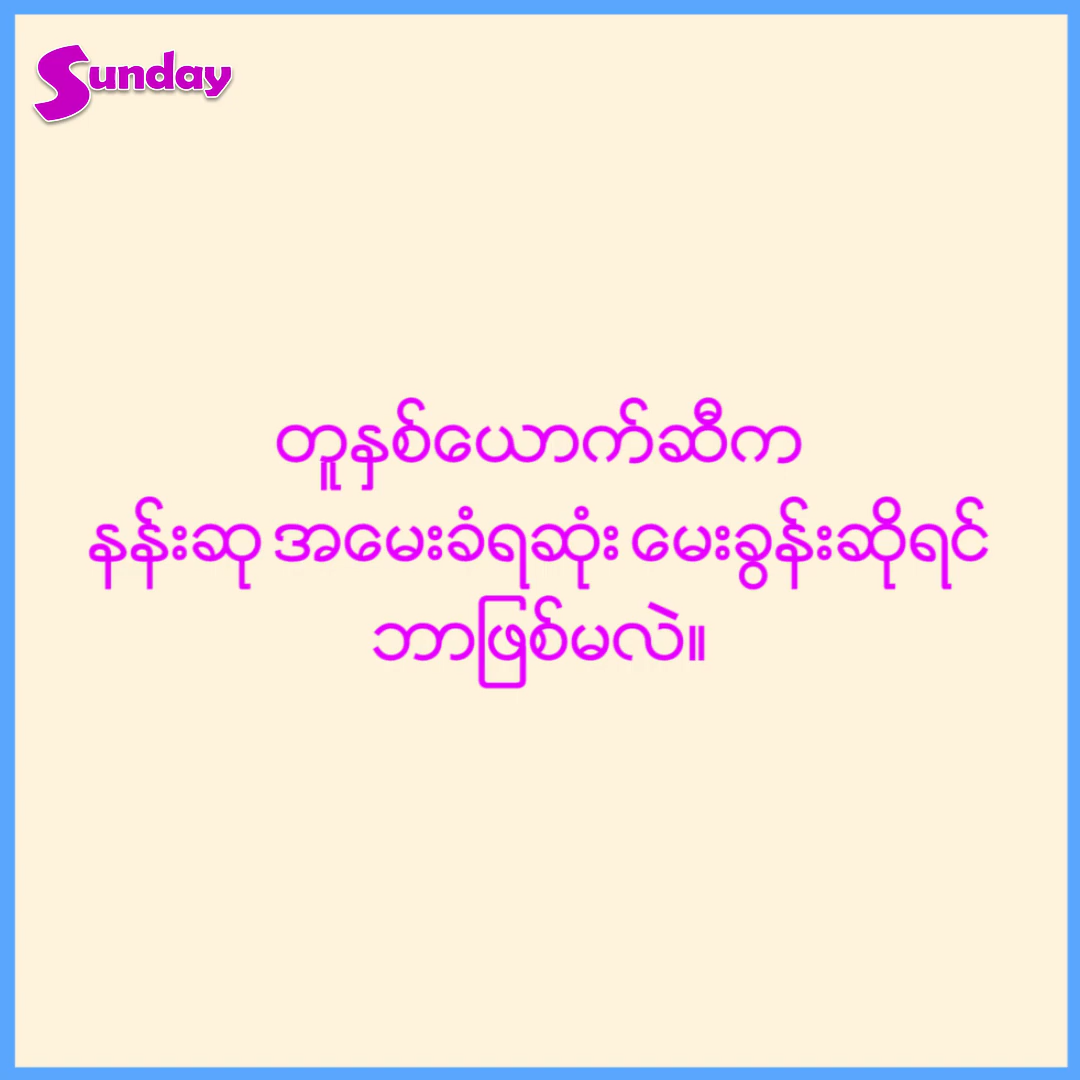 Sunday
တူနှစ်ယောက်ဆီက
နန်းဆု အမေးခံရဆုံး မေးခွန်းဆိုရင်
ဘာဖြစ်မလဲ။